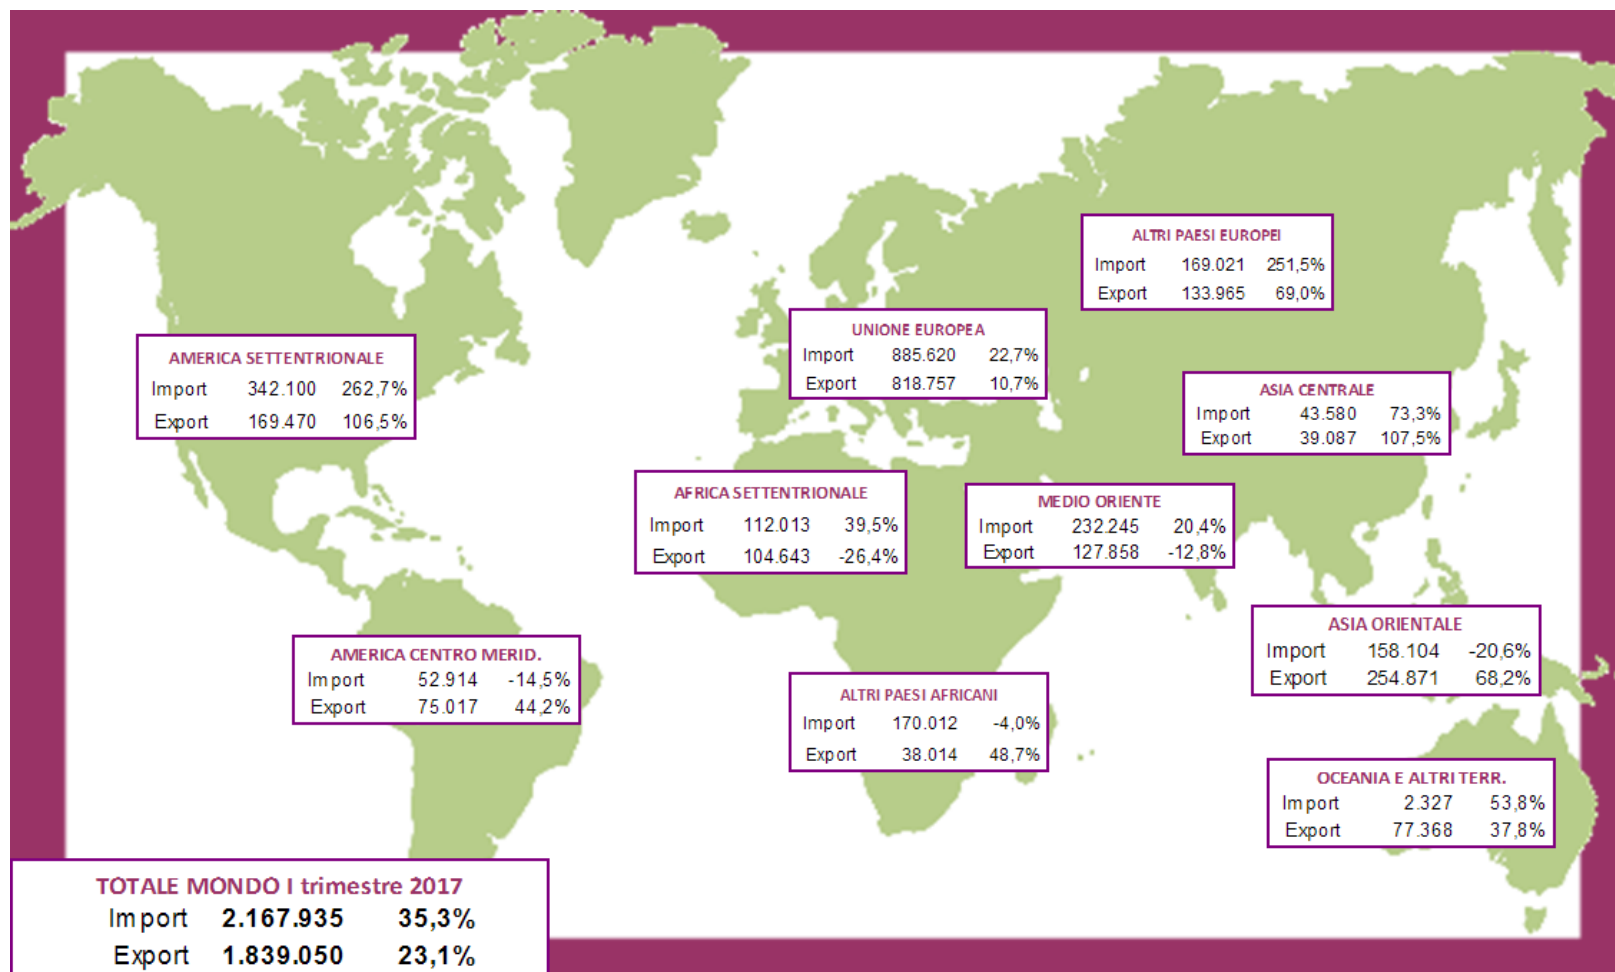 ALTRI PAESI EUROPEI
Import 169.021 251,5%
Export 133.965 69,0%
UNIONE EUROPEA
Import 885.620 22,7%
Export 818.757 10,7%
AMERICA SETTENTRIONALE
Import 342.100 262,7%
Export 169.470 106,5%
ASIA CENTRALE
Import 43.580 73,3%
Export 39.087 107,5%
AFRICA SETTENTRIONALE
Import 112.013 39,5%
Export 104.643 -26,4%
MEDIO ORIENTE
Import 232.245 20,4%
Export 127.858 -12,8%
ASIA ORIENTALE
Import 158.104 -20,6%
Export 254.871 68,2%
AMERICA CENTRO MERID.
Import 52.914 -14,5%
Export 75.017 44,2%
ALTRI PAESI AFRICANI
Import 170.012 -4,0%
Export 38.014 48,7%
OCEANIA E ALTRI TERR.
Import 2.327 53,8%
Export 77.368 37,8%
TOTALE MONDO I trimestre 2017
Import 2.167.935 35,3%
Export 1.839.050 23,1%